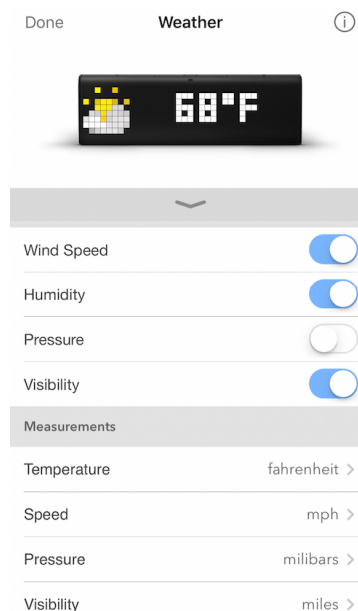 Done Weather i
68°F
Wind Speed
Humidity
Pressure
Visibility
Measurements
Temperature fahrenheit >
Speed mph >
Pressure milibars >
Visibility miles >